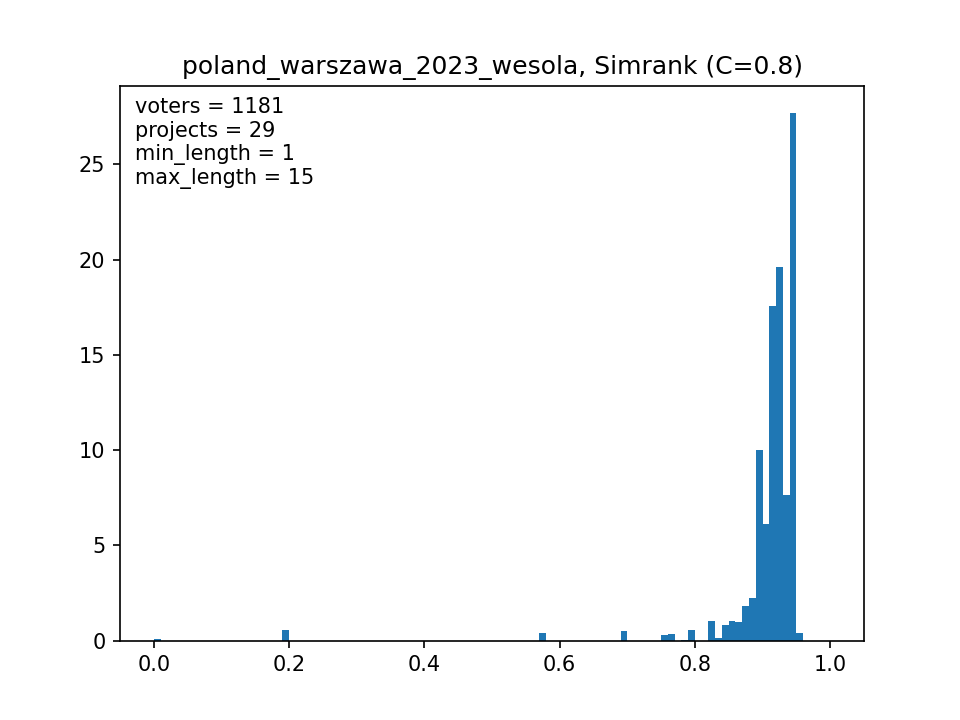 poland_warszawa_2023_wesola, Simrank (C=0.8)
voters = 1181
projects = 29
min_length = 1
max_length = 15
25
20
15
10
5
0
0.0 0.2 0.4 0.6 0.8 1.0